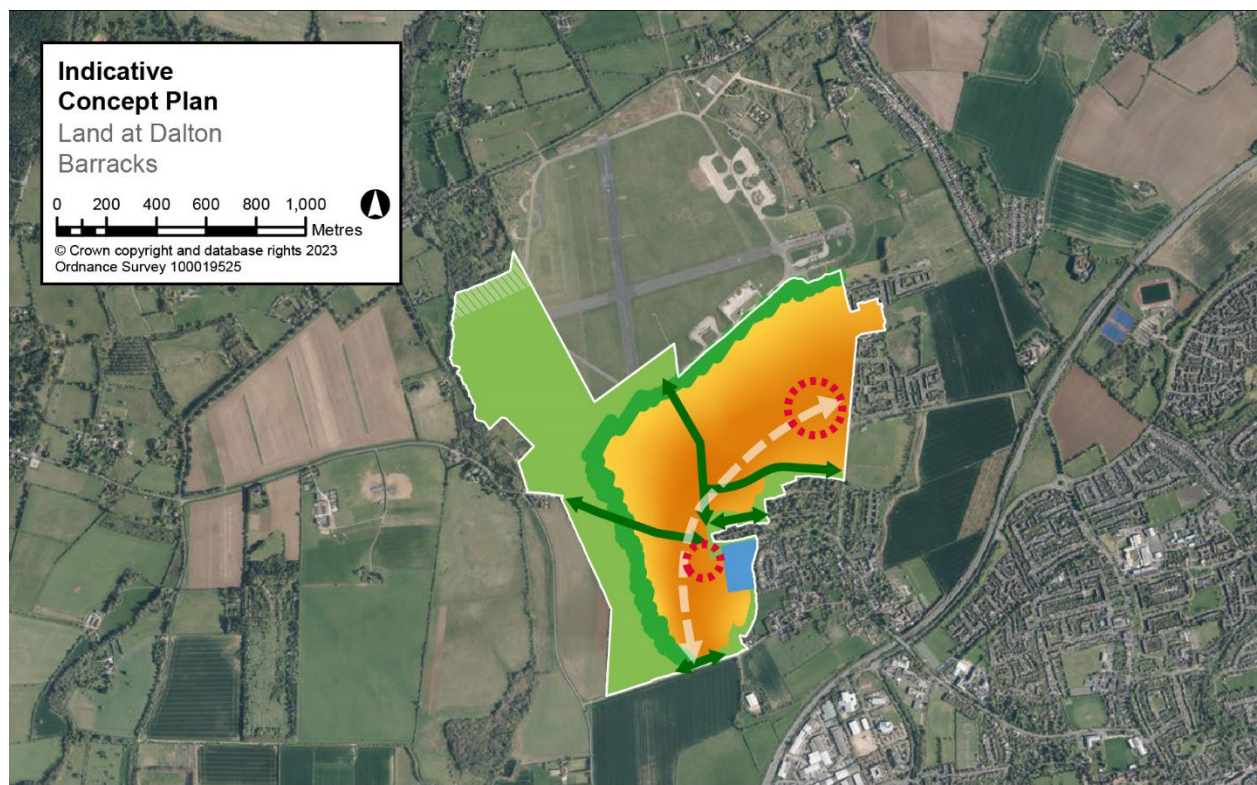 Indicative
Concept Plan
Land at Dalton
Barracks
0 200 400 600 800 1,000
Metres
© Crown copyright and database rights 2023
Ordnance Survey 100019525